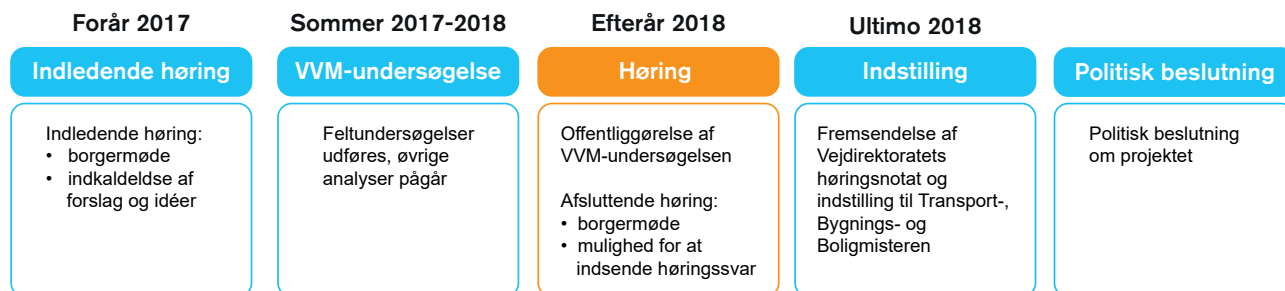 Forår 2017
Sommer 2017-2018
Efterår 2018
Ultimo 2018
Indledende høring
VVM-undersøgelse
Høring
Indstilling
Politisk beslutning
Indledende høring:
• borgermøde
• indkaldeldse af
forslag og idéer
Feltundersøgelser
udføres, øvrige
analyser pågår
Offentliggørelse af
VVM-undersøgelsen
Afsluttende høring:
• borgermøde
• mulighed for at
indsende høringssvar
Fremsendelse af
Vejdirektoratets
høringsnotat og
indstilling til Transport-,
Bygnings- og
Boligmisteren
Politisk beslutning
om projektet